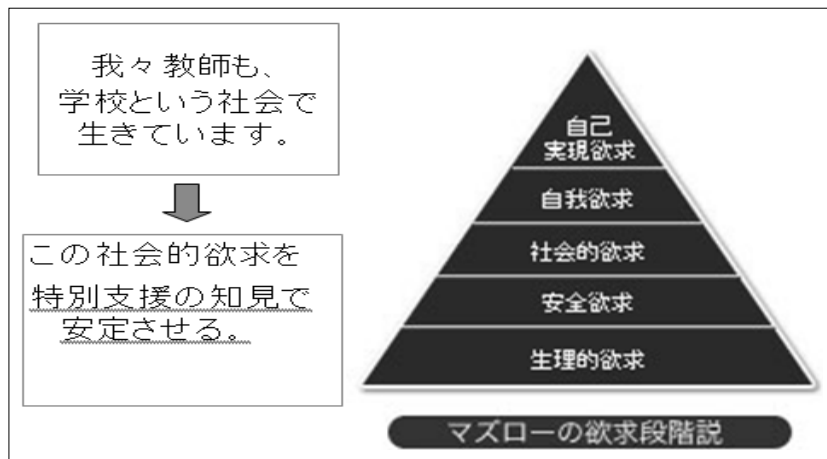 我々教師も、
学校という社会で
生きています。
この社会的欲求を
特別支援の知見で
安定させる。
自己
実現欲求
自我欲求
社会的欲求
安全欲求
生理的欲求
マズローの欲求段階説